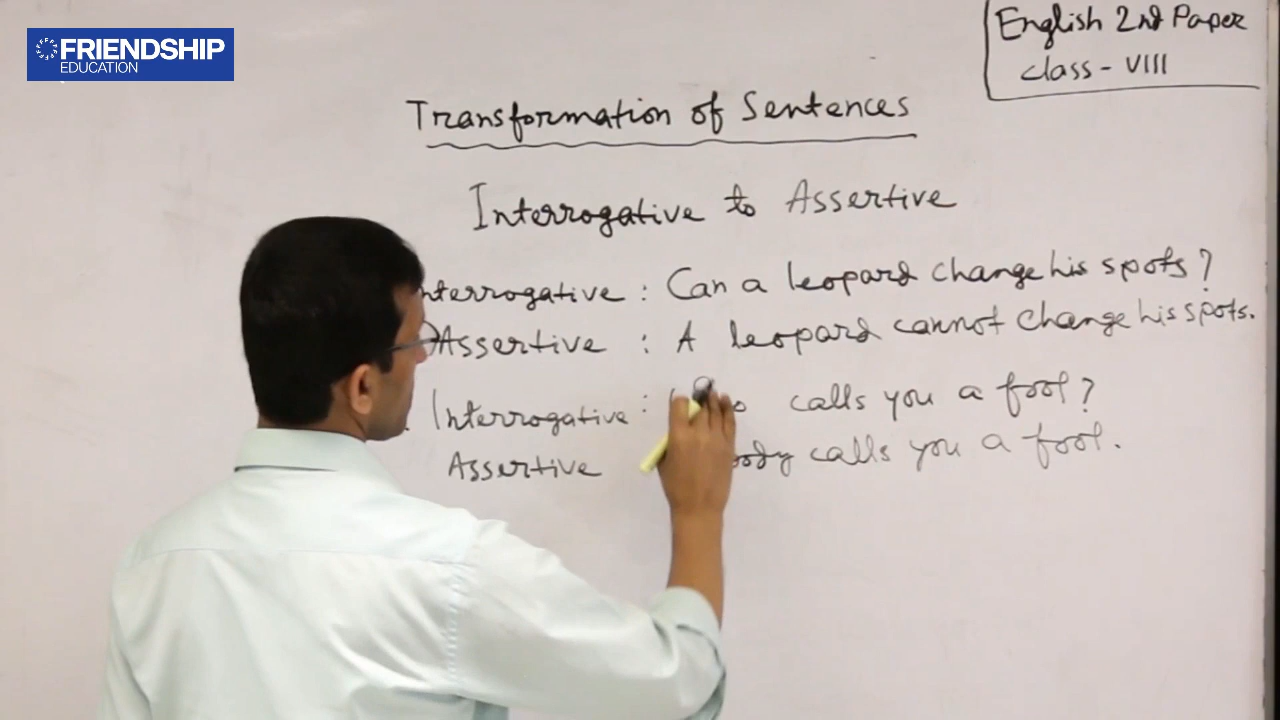 FRIENDSHIP
EDUCATION
English 2nd Paper
Class - VIII
Transformation of Sentences
Interrogative to Assertive
nterrogative : Can a leopard change his spots?
Assertive : A leopard cannot change his spots.
Interrogative : calls you a fool?
Assertive body calls you a fool.